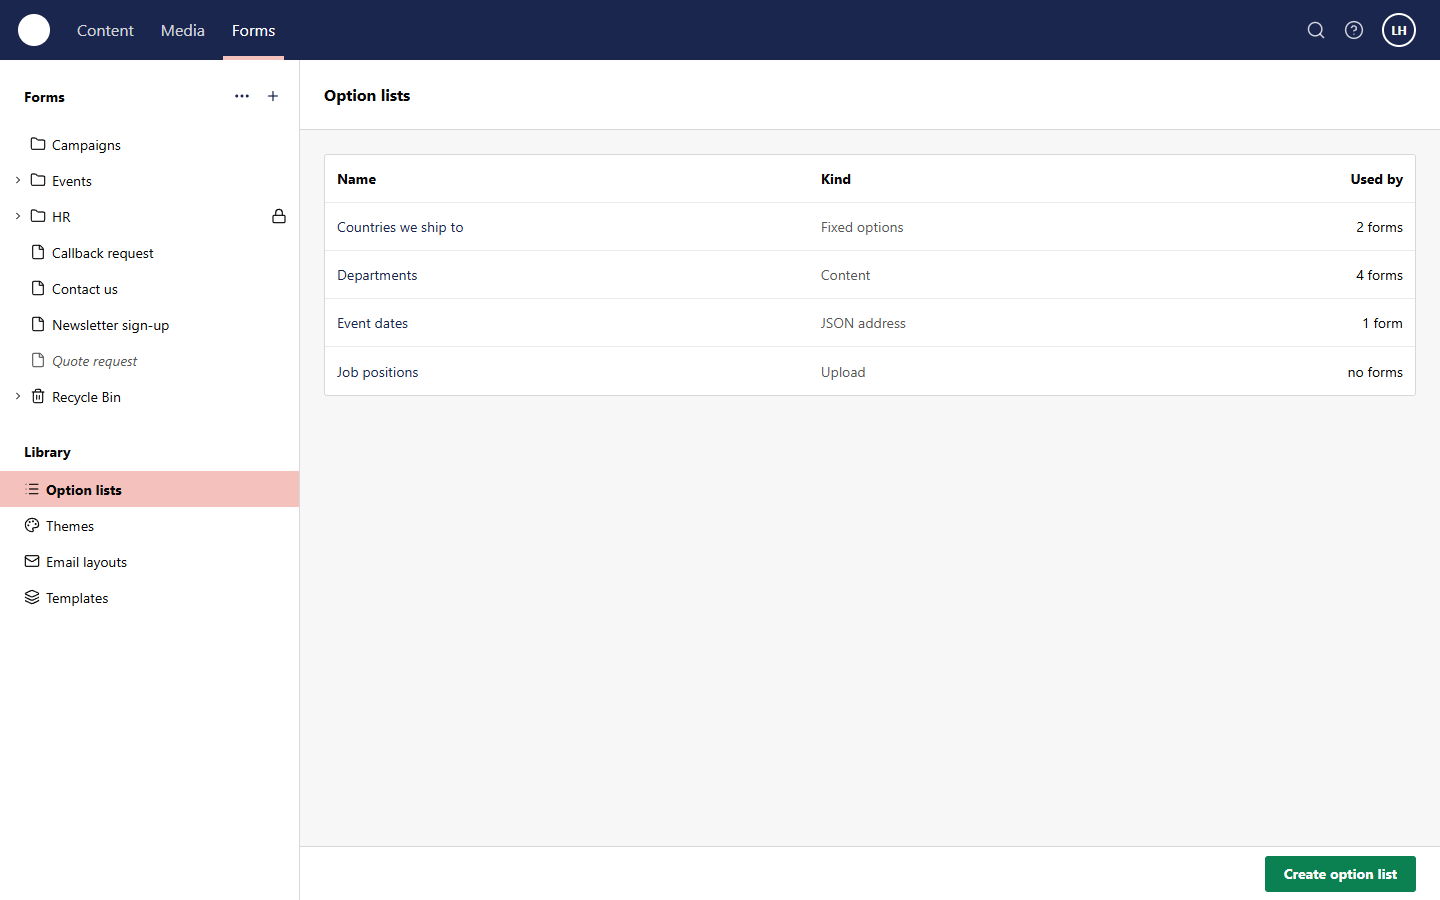 Content Media Forms LH
Forms
Campaigns
Events
HR
Callback request
Contact us
Newsletter sign-up
Quote request
Recycle Bin
Library
Option lists
Themes
Email layouts
Templates
Option lists
Name Kind Used by
Countries we ship to Fixed options 2 forms
Departments Content 4 forms
Event dates JSON address 1 form
Job positions Upload no forms
Create option list